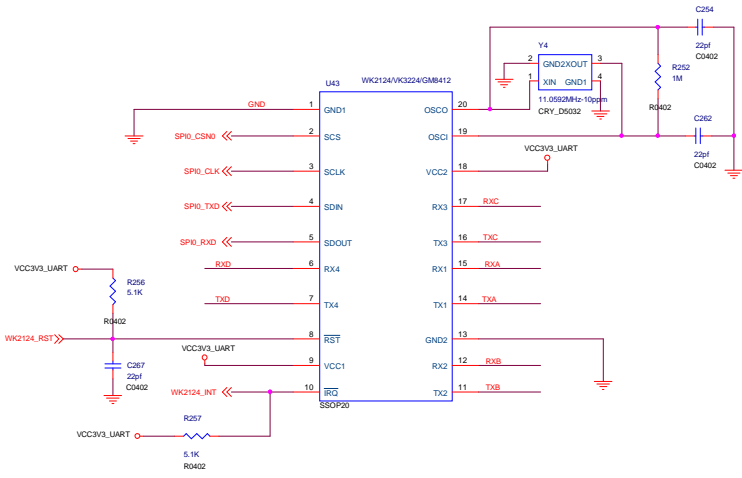 C254
22pf
C0402
Y4
2 GND2 XOUT 3
1 XIN GND1 4
11.0592MHz-10ppm
CRY_D5032
R252
1M
R0402
C262
22pf
C0402
U43
WK2124/VK3224/GM8412
GND 1 GND1 OSCO 20
SPI0_CSN0 2 SCS OSCI 19
VCC3V3_UART
SPI0_CLK 3 SCLK VCC2 18
SPI0_TXD 4 SDIN RX3 17 RXC
SPI0_RXD 5 SDOUT TX3 16 TXC
RXD 6 RX4 RX1 15 RXA
TXD 7 TX4 TX1 14 TXA
WK2124_RST 8 RST GND2 13
9 VCC1 RX2 12 RXB
WK2124_INT 10 IRQ TX2 11 TXB
SSOP20
VCC3V3_UART
R256
5.1K
R0402
VCC3V3_UART
C267
22pf
C0402
R257
VCC3V3_UART
5.1K
R0402